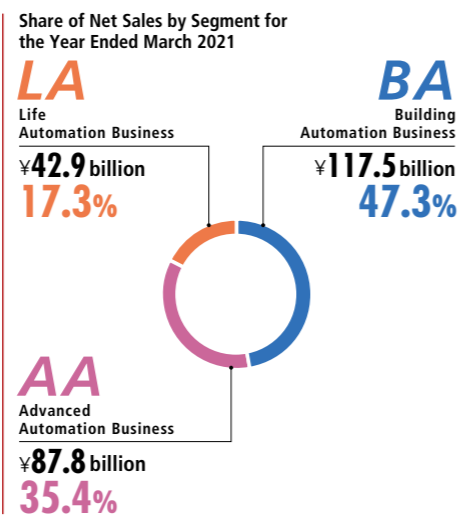 Share of Net Sales by Segment for
the Year Ended March 2021
LA
Life
Automation Business
¥42.9 billion
17.3%
BA
Building
Automation Business
¥117.5 billion
47.3%
AA
Advanced
Automation Business
¥87.8 billion
35.4%